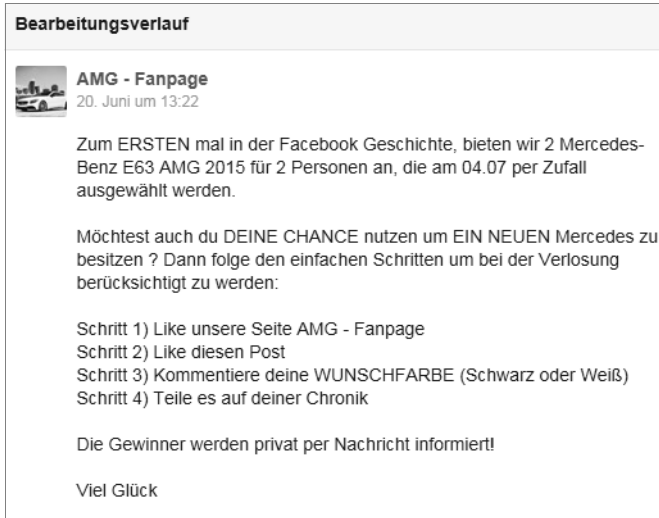 Bearbeitungsverlauf
AMG - Fanpage
20. Juni um 13:22
Zum ERSTEN mal in der Facebook Geschichte, bieten wir 2 Mercedes-
Benz E63 AMG 2015 für 2 Personen an, die am 04.07 per Zufall
ausgewählt werden.
Möchtest auch du DEINE CHANCE nutzen um EIN NEUEN Mercedes zu
besitzen ? Dann folge den einfachen Schritten um bei der Verlosung
berücksichtigt zu werden:
Schritt 1) Like unsere Seite AMG - Fanpage
Schritt 2) Like diesen Post
Schritt 3) Kommentiere deine WUNSCHFARBE (Schwarz oder Weiß)
Schritt 4) Teile es auf deiner Chronik
Die Gewinner werden privat per Nachricht informiert!
Viel Glück